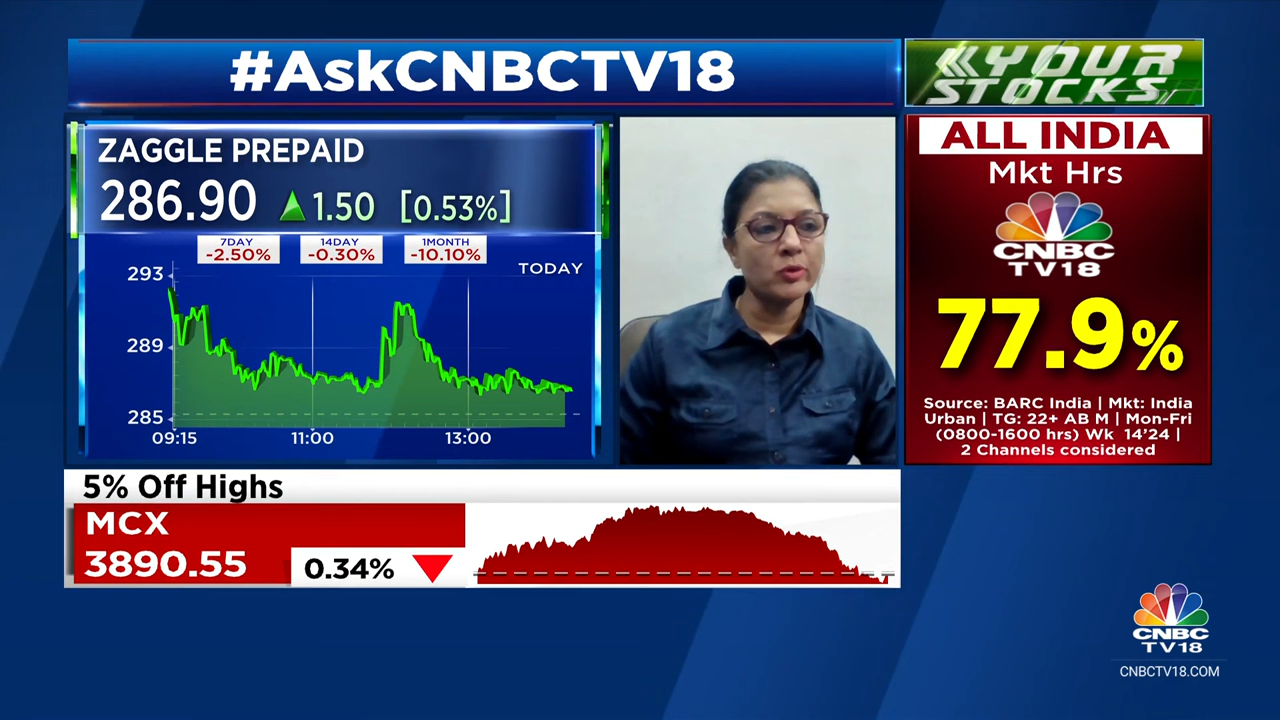 #AskCNBCTV18
YOUR
STOCKS
ZAGGLE PREPAID
286.90 1.50 [0.53%]
7DAY
-2.50%
14DAY
-0.30%
1MONTH
-10.10%
TODAY
293
289
285
09:15 11:00 13:00
ALL INDIA
Mkt Hrs
CNBC
TV18
77.9%
Source: BARC India | Mkt: India
Urban | TG: 22+ AB M | Mon-Fri
(0800-1600 hrs) Wk 14'24 |
2 Channels considered
5% Off Highs
MCX
3890.55 0.34%
CNBC
TV18
CNBCTV18.COM